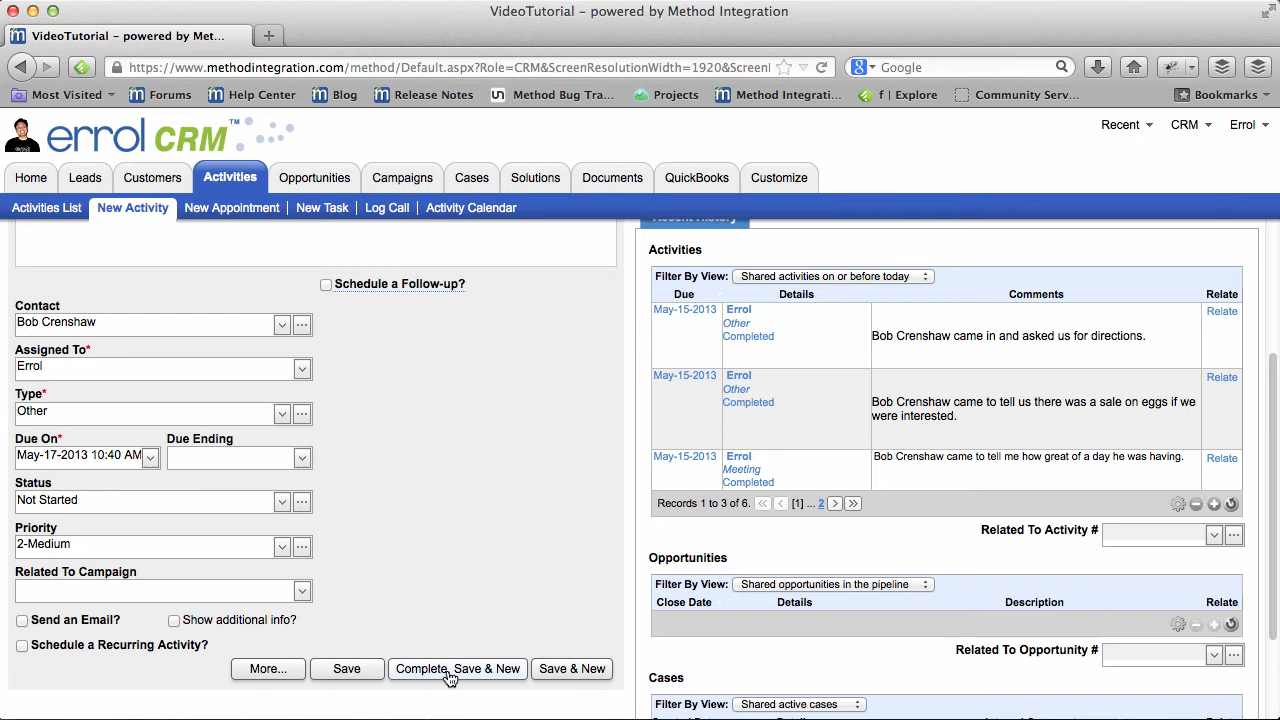 VideoTutorial – powered by Method Integration
VideoTutorial – powered by Met...
https://www.methodintegration.com/method/Default.aspx?Role=CRM&ScreenResolutionWidth=1920&Screenl
Google
Most Visited
Forums
Help Center
Blog
Release Notes
Method Bug Tra...
Projects
Method Integrati...
f | Explore
Community Serv...
Bookmarks
errol CRM™
Recent
CRM
Errol
Home
Leads
Customers
Activities
Opportunities
Campaigns
Cases
Solutions
Documents
QuickBooks
Customize
Activities List
New Activity
New Appointment
New Task
Log Call
Activity Calendar
Recent History
Schedule a Follow-up?
Contact
Bob Crenshaw
Assigned To*
Errol
Type*
Other
Due On*
Due Ending
May-17-2013 10:40 AM
Status
Not Started
Priority
2-Medium
Related To Campaign
Send an Email?
Show additional info?
Schedule a Recurring Activity?
More...
Save
Complete, Save & New
Save & New
Activities
Filter By View:
Shared activities on or before today
Due
Details
Comments
Relate
May-15-2013
Errol
Other
Completed
Bob Crenshaw came in and asked us for directions.
Relate
May-15-2013
Errol
Other
Completed
Bob Crenshaw came to tell us there was a sale on eggs if we
were interested.
Relate
May-15-2013
Errol
Meeting
Completed
Bob Crenshaw came to tell me how great of a day he was having.
Relate
Records 1 to 3 of 6.
[1] ... 2
Related To Activity #
Opportunities
Filter By View:
Shared opportunities in the pipeline
Close Date
Details
Description
Relate
Related To Opportunity #
Cases
Filter By View:
Shared active cases